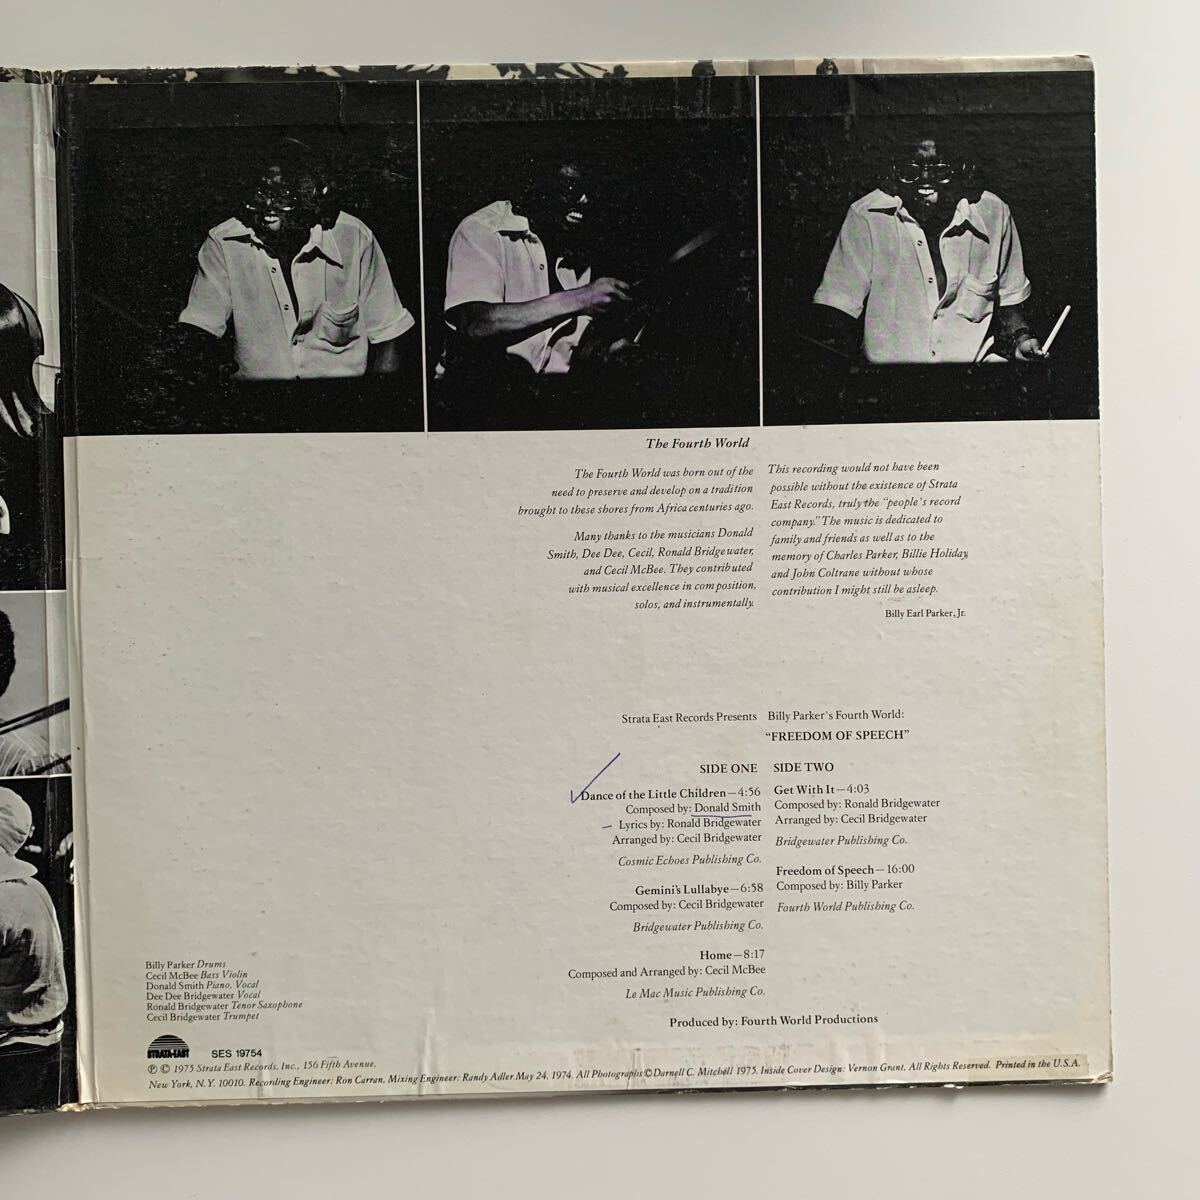 The Fourth World
The Fourth World was born out of the
need to preserve and develop on a tradition
brought to these shores from Africa centuries ago.
Many thanks to the musicians Donald
Smith, Dee Dee, Cecil, Ronald Bridgewater,
and Cecil McBee. They contributed
with musical excellence in composition,
solos, and instrumentally.
This recording would not have been
possible without the existence of Strata
East Records, truly the "people's record
company." The music is dedicated to
family and friends as well as to the
memory of Charles Parker, Billie Holiday,
and John Coltrane without whose
contribution I might still be asleep.
Billy Earl Parker, Jr.
Strata East Records Presents Billy Parker's Fourth World:
"FREEDOM OF SPEECH"
SIDE ONE
Dance of the Little Children—4:56
Composed by: Donald Smith
Lyrics by: Ronald Bridgewater
Arranged by: Cecil Bridgewater
Cosmic Echoes Publishing Co.
Gemini's Lullabye—6:58
Composed by: Cecil Bridgewater
Bridgewater Publishing Co.
Home—8:17
Composed and Arranged by: Cecil McBee
Le Mac Music Publishing Co.
SIDE TWO
Get With It—4:03
Composed by: Ronald Bridgewater
Arranged by: Cecil Bridgewater
Bridgewater Publishing Co.
Freedom of Speech—16:00
Composed by: Billy Parker
Fourth World Publishing Co.
Produced by: Fourth World Productions
Billy Parker Drums
Cecil McBee Bass Violin
Donald Smith Piano, Vocal
Dee Dee Bridgewater Vocal
Ronald Bridgewater Tenor Saxophone
Cecil Bridgewater Trumpet
STRATA-EAST SES 19754
℗ © 1975 Strata East Records, Inc., 156 Fifth Avenue,
New York, N.Y. 10010. Recording Engineer: Ron Carran, Mixing Engineer: Randy Adler May 24, 1974. All Photographs © Darnell C. Mitchell 1975. Inside Cover Design: Vernon Grant. All Rights Reserved. Printed in the U.S.A.